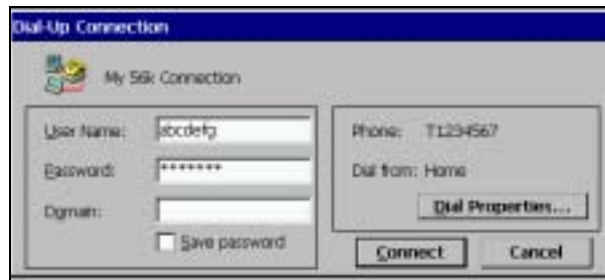 Dial-Up Connection
My 56k Connection
User Name: abcdefg
Password: *******
Domain:
Save password
Phone: T1234567
Dial from: Home
Dial Properties...
Connect Cancel